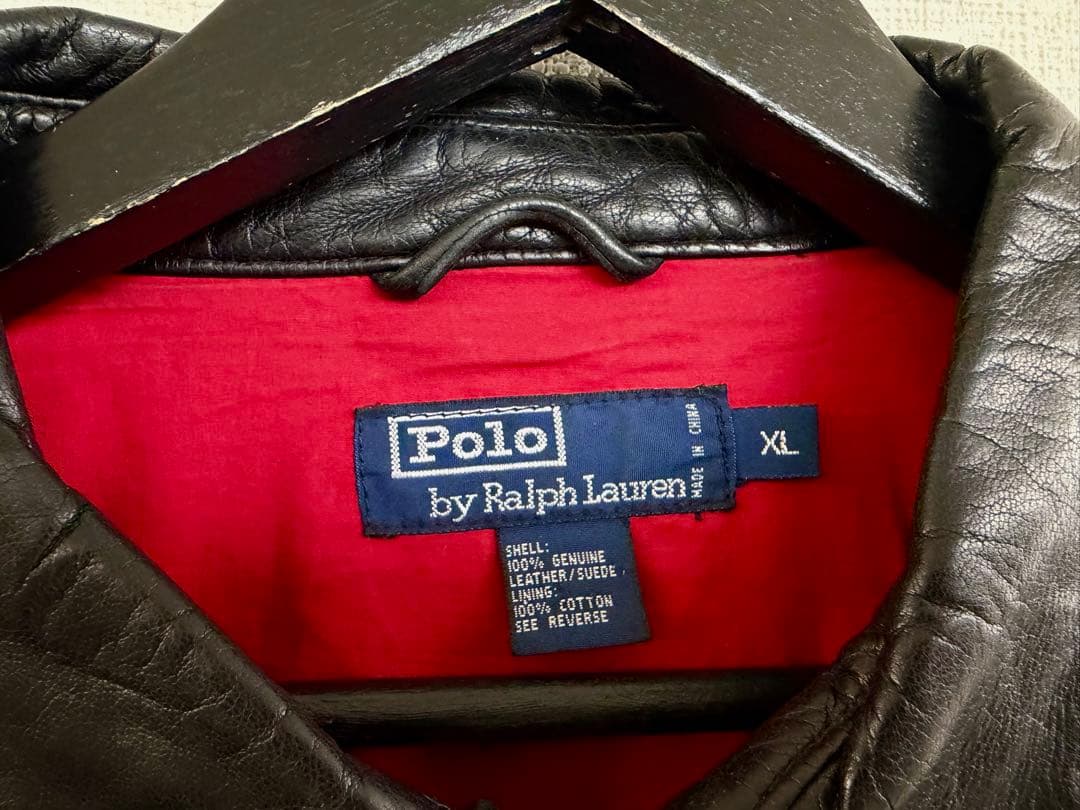 Polo
by Ralph Lauren
MADE IN CHINA
XL
SHELL:
100% GENUINE
LEATHER/SUEDE
LINING:
100% COTTON
SEE REVERSE